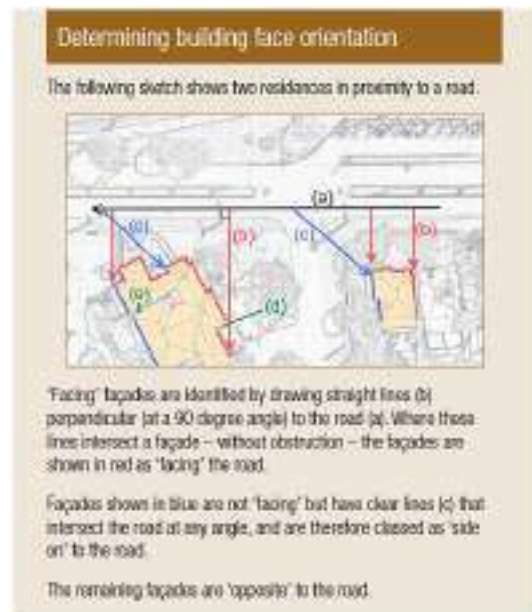 Determining building face orientation
The following sketch shows two residences in proximity to a road.
(a)
(c)
(b)
(c)
(b)
(e)
(d)
'Facing' façades are identified by drawing straight lines (b)
perpendicular (at a 90 degree angle) to the road (a). Where these
lines intersect a façade – without obstruction – the façades are
shown in red as 'facing' the road.
Façades shown in blue are not 'facing' but have clear lines (c) that
intersect the road at any angle, and are therefore classed as 'side
on' to the road.
The remaining façades are 'opposite' to the road.